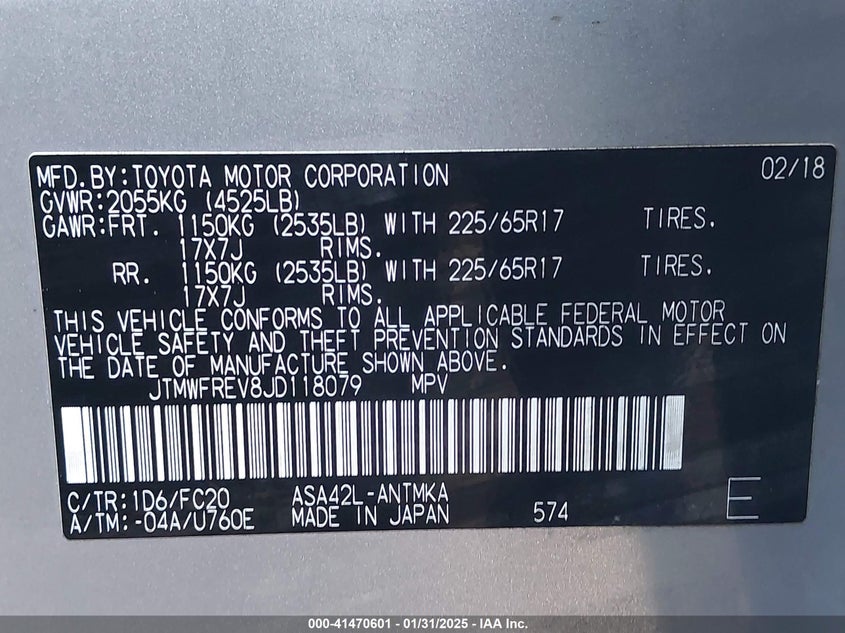 MFD.BY:TOYOTA MOTOR CORPORATION 02/18
GVWR:2055KG (4525LB)
GAWR:FRT. 1150KG (2535LB) WITH 225/65R17 TIRES.
17X7J RIMS.
RR. 1150KG (2535LB) WITH 225/65R17 TIRES.
17X7J RIMS.
THIS VEHICLE CONFORMS TO ALL APPLICABLE FEDERAL MOTOR
VEHICLE SAFETY AND THEFT PREVENTION STANDARDS IN EFFECT ON
THE DATE OF MANUFACTURE SHOWN ABOVE.
JTMWFREV8JD118079 MPV
C/TR:1D6/FC20 ASA42L-ANTMKA
A/TM:-04A/U760E MADE IN JAPAN 574 E
000-41470601 - 01/31/2025 - IAA Inc.